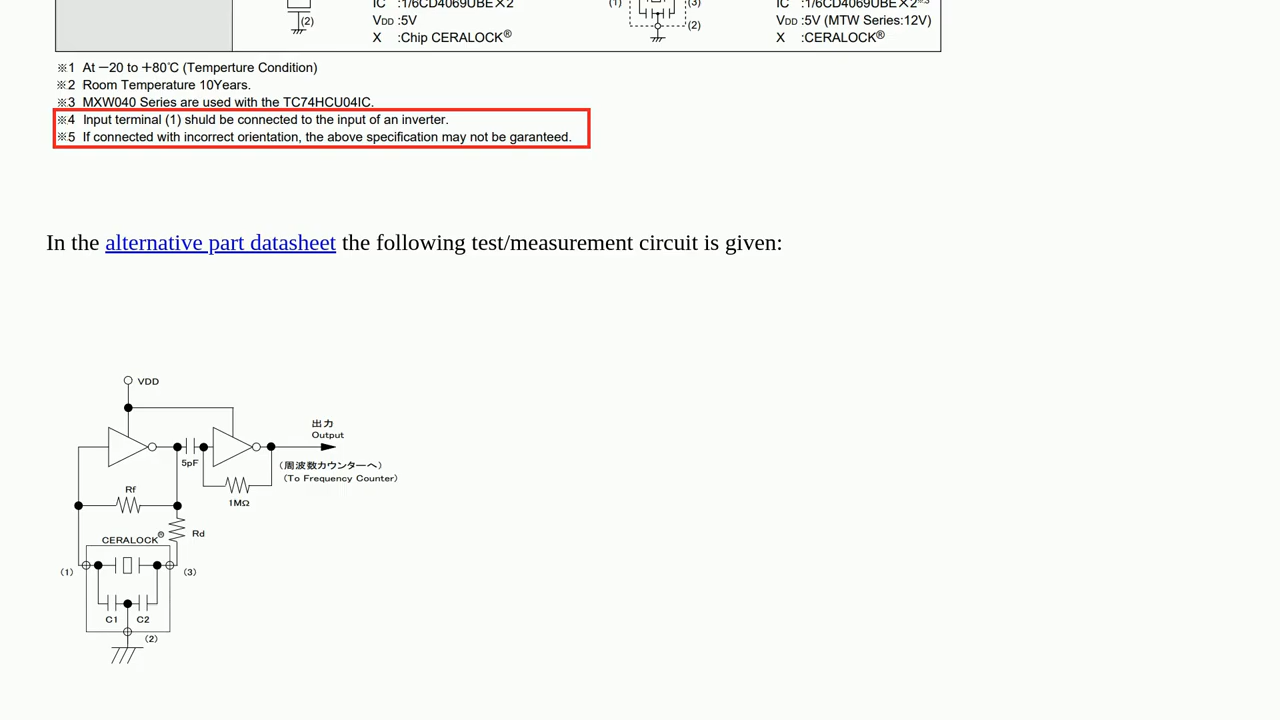 IC :1/6CD4069UBE×2
(1)
(3)
IC :1/6CD4069UBE×2※3
(2)
VDD :5V
(2)
VDD :5V (MTW Series:12V)
X :Chip CERALOCK®
X :CERALOCK®
※1 At −20 to +80℃ (Temperture Condition)
※2 Room Temperature 10Years.
※3 MXW040 Series are used with the TC74HCU04IC.
※4 Input terminal (1) shuld be connected to the input of an inverter.
※5 If connected with incorrect orientation, the above specification may not be garanteed.
In the alternative part datasheet the following test/measurement circuit is given:
VDD
出力
Output
5pF
(周波数カウンターへ)
(To Frequency Counter)
Rf
1MΩ
Rd
CERALOCK®
(1)
(3)
C1
C2
(2)